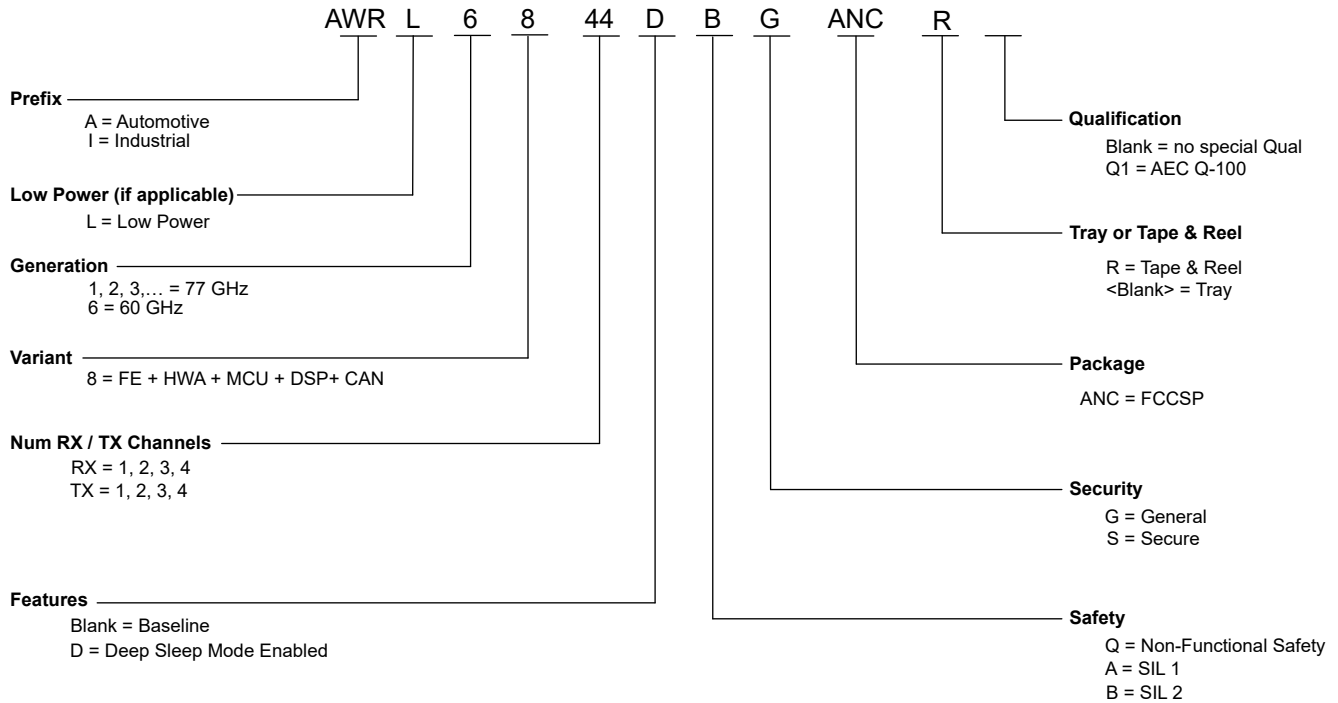 AWR L 6 8 44 D B G ANC R
Prefix
A = Automotive
I = Industrial
Low Power (if applicable)
L = Low Power
Generation
1, 2, 3,... = 77 GHz
6 = 60 GHz
Variant
8 = FE + HWA + MCU + DSP+ CAN
Num RX / TX Channels
RX = 1, 2, 3, 4
TX = 1, 2, 3, 4
Features
Blank = Baseline
D = Deep Sleep Mode Enabled
Qualification
Blank = no special Qual
Q1 = AEC Q-100
Tray or Tape & Reel
R = Tape & Reel
<Blank> = Tray
Package
ANC = FCCSP
Security
G = General
S = Secure
Safety
Q = Non-Functional Safety
A = SIL 1
B = SIL 2